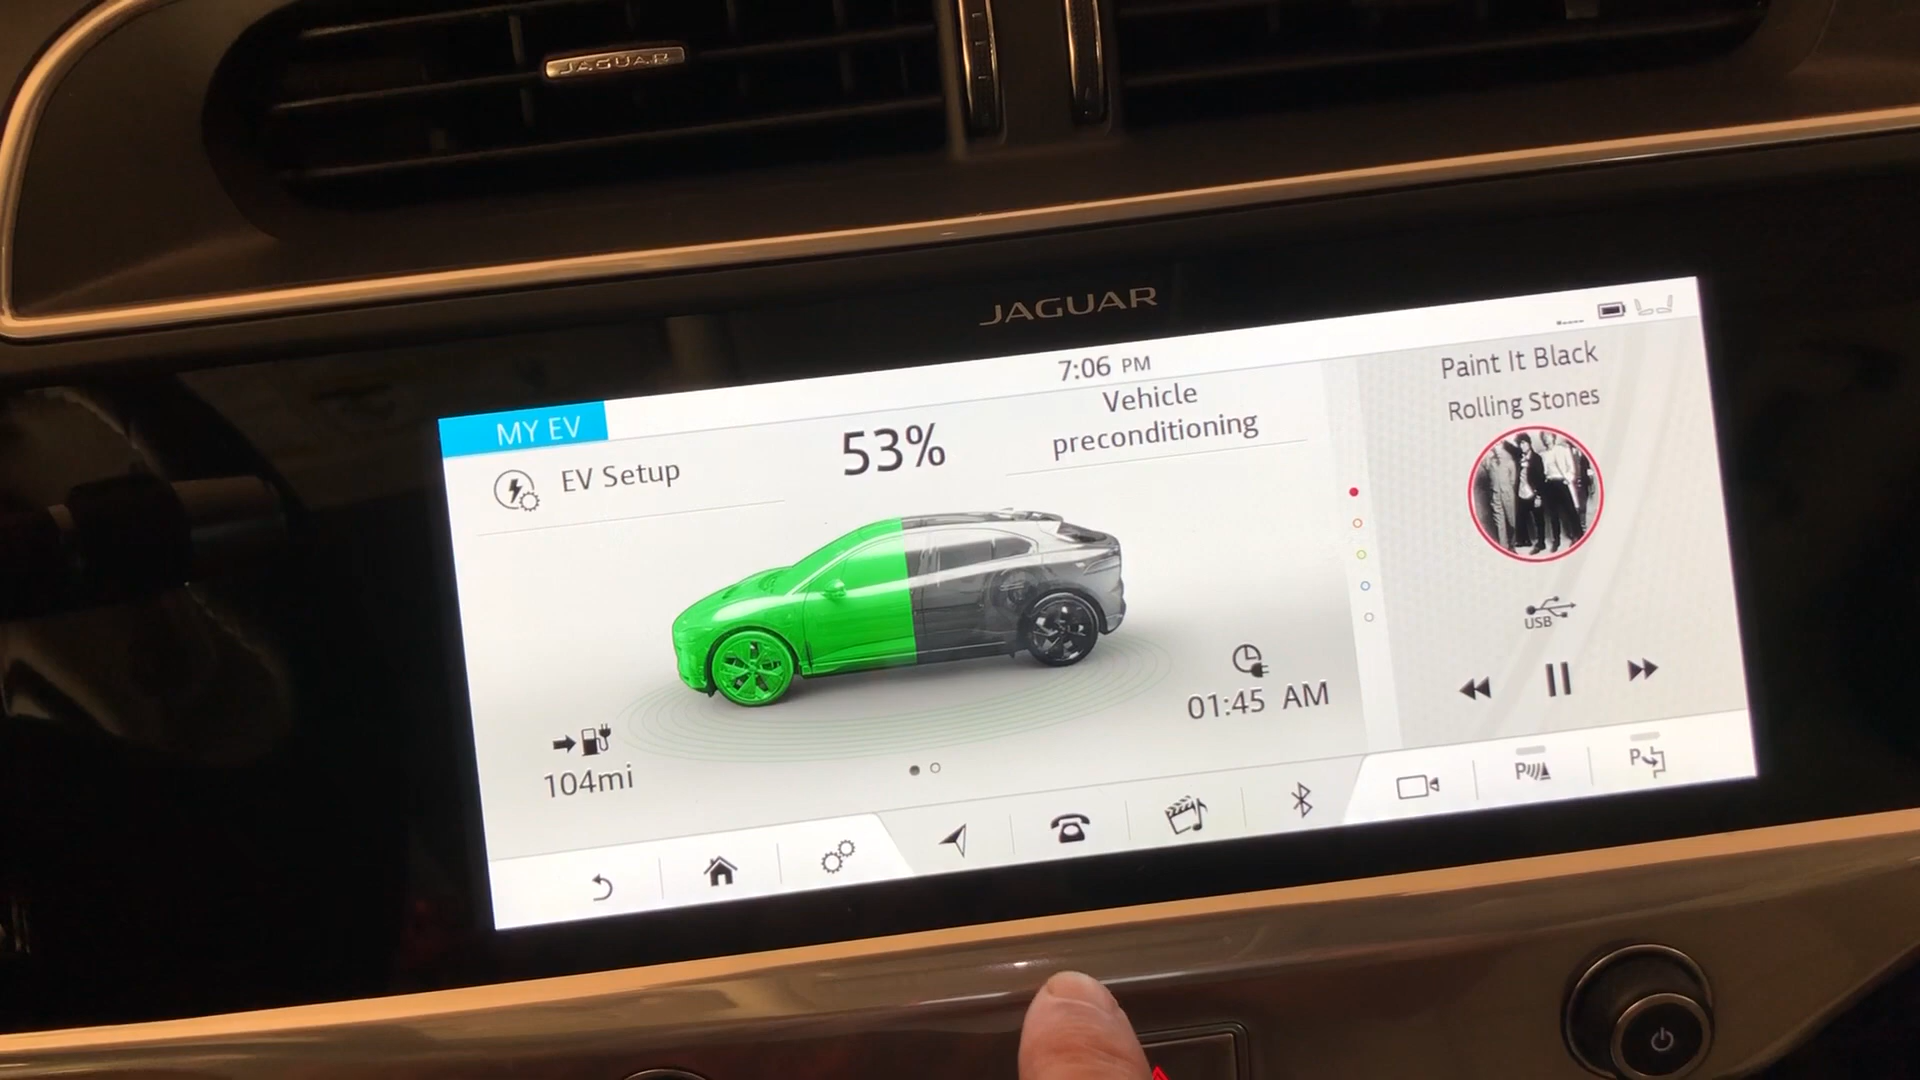 JAGUAR
JAGUAR
7:06 PM
MY EV
EV Setup
53%
Vehicle
preconditioning
Paint It Black
Rolling Stones
USB
01:45 AM
104mi
P
P